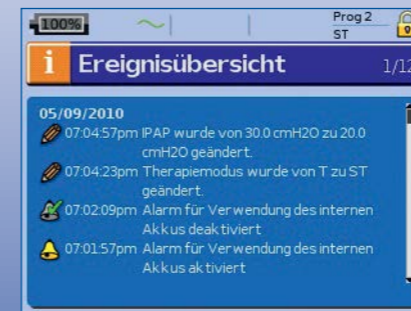 100%
Prog 2
ST
i Ereignisübersicht 1/12
05/09/2010
07:04:57pm IPAP wurde von 30.0 cmH2O zu 20.0
cmH2O geändert.
07:04:23pm Therapiemodus wurde von T zu ST
geändert.
07:02:09pm Alarm für Verwendung des internen
Akkus deaktiviert
07:01:57pm Alarm für Verwendung des internen
Akkus aktiviert